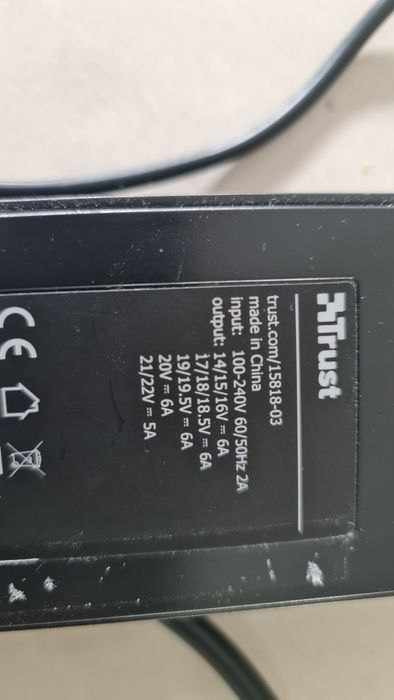 Trust
trust.com/15818-03
made in China
input: 100-240V 60/50Hz 2A
output: 14/15/16V ⎓ 6A
17/18/18.5V ⎓ 6A
19/19.5V ⎓ 6A
20V ⎓ 6A
21/22V ⎓ 5A
CE